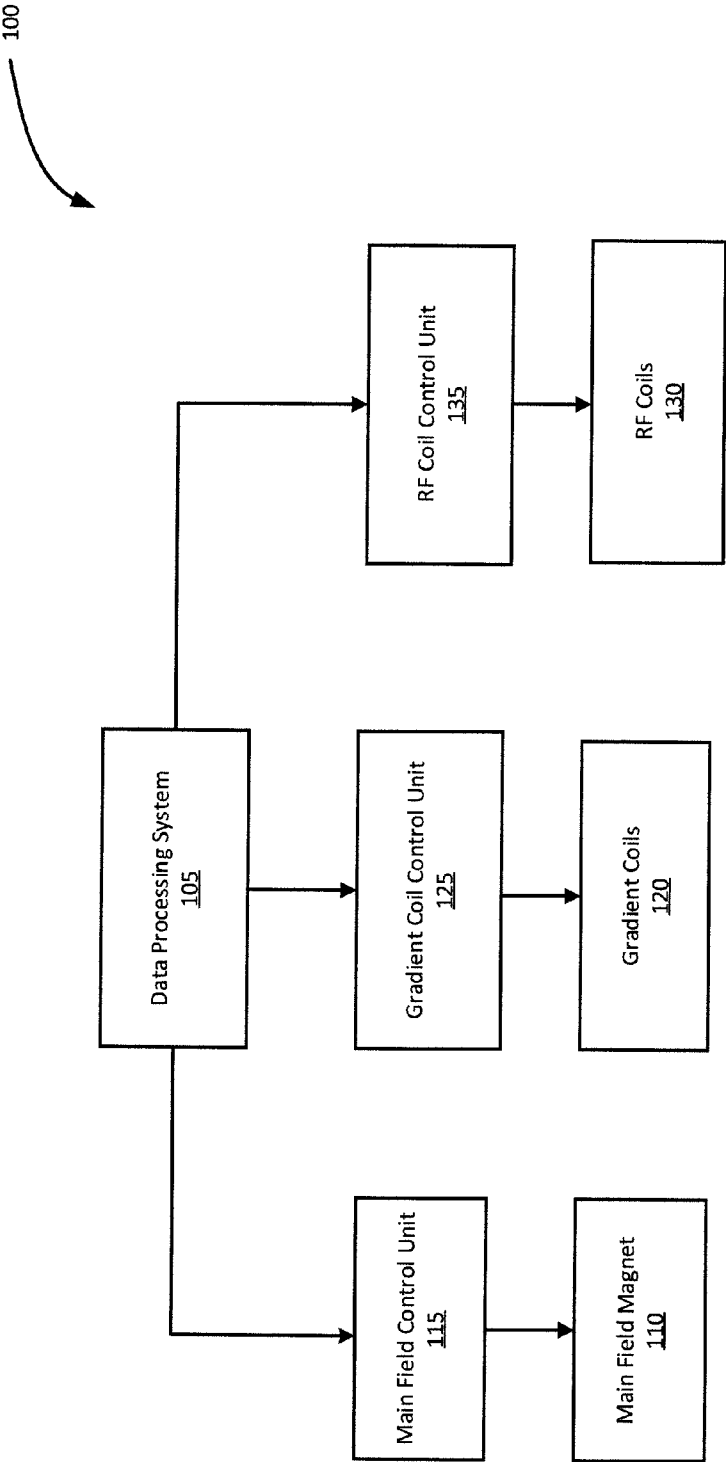 100
Data Processing System
105
Main Field Control Unit
115
Gradient Coil Control Unit
125
RF Coil Control Unit
135
Main Field Magnet
110
Gradient Coils
120
RF Coils
130